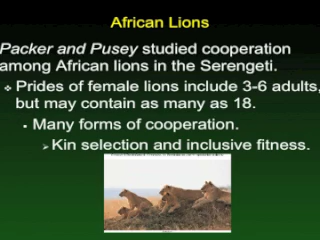 African Lions
Packer and Pusey studied cooperation
among African lions in the Serengeti.
Prides of female lions include 3-6 adults,
but may contain as many as 18.
Many forms of cooperation.
Kin selection and inclusive fitness.